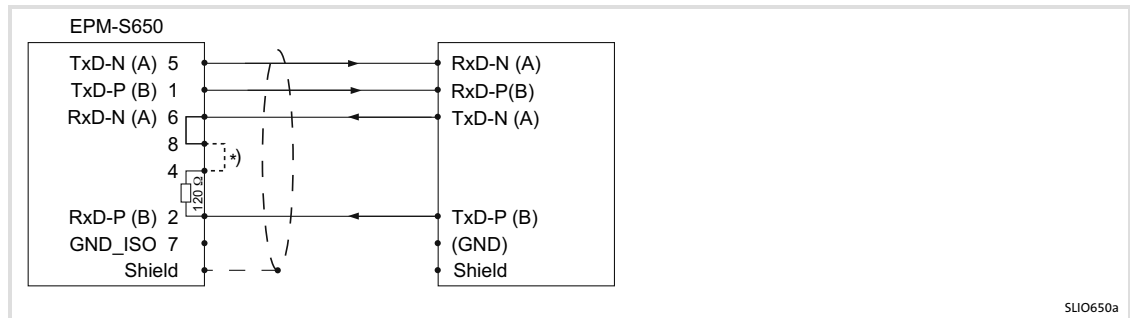 EPM-S650
TxD-N (A) 5 RxD-N (A)
TxD-P (B) 1 RxD-P(B)
RxD-N (A) 6 TxD-N (A)
8
*)
4
120 Ω
RxD-P (B) 2 TxD-P (B)
GND_ISO 7 (GND)
Shield Shield
SLIO650a